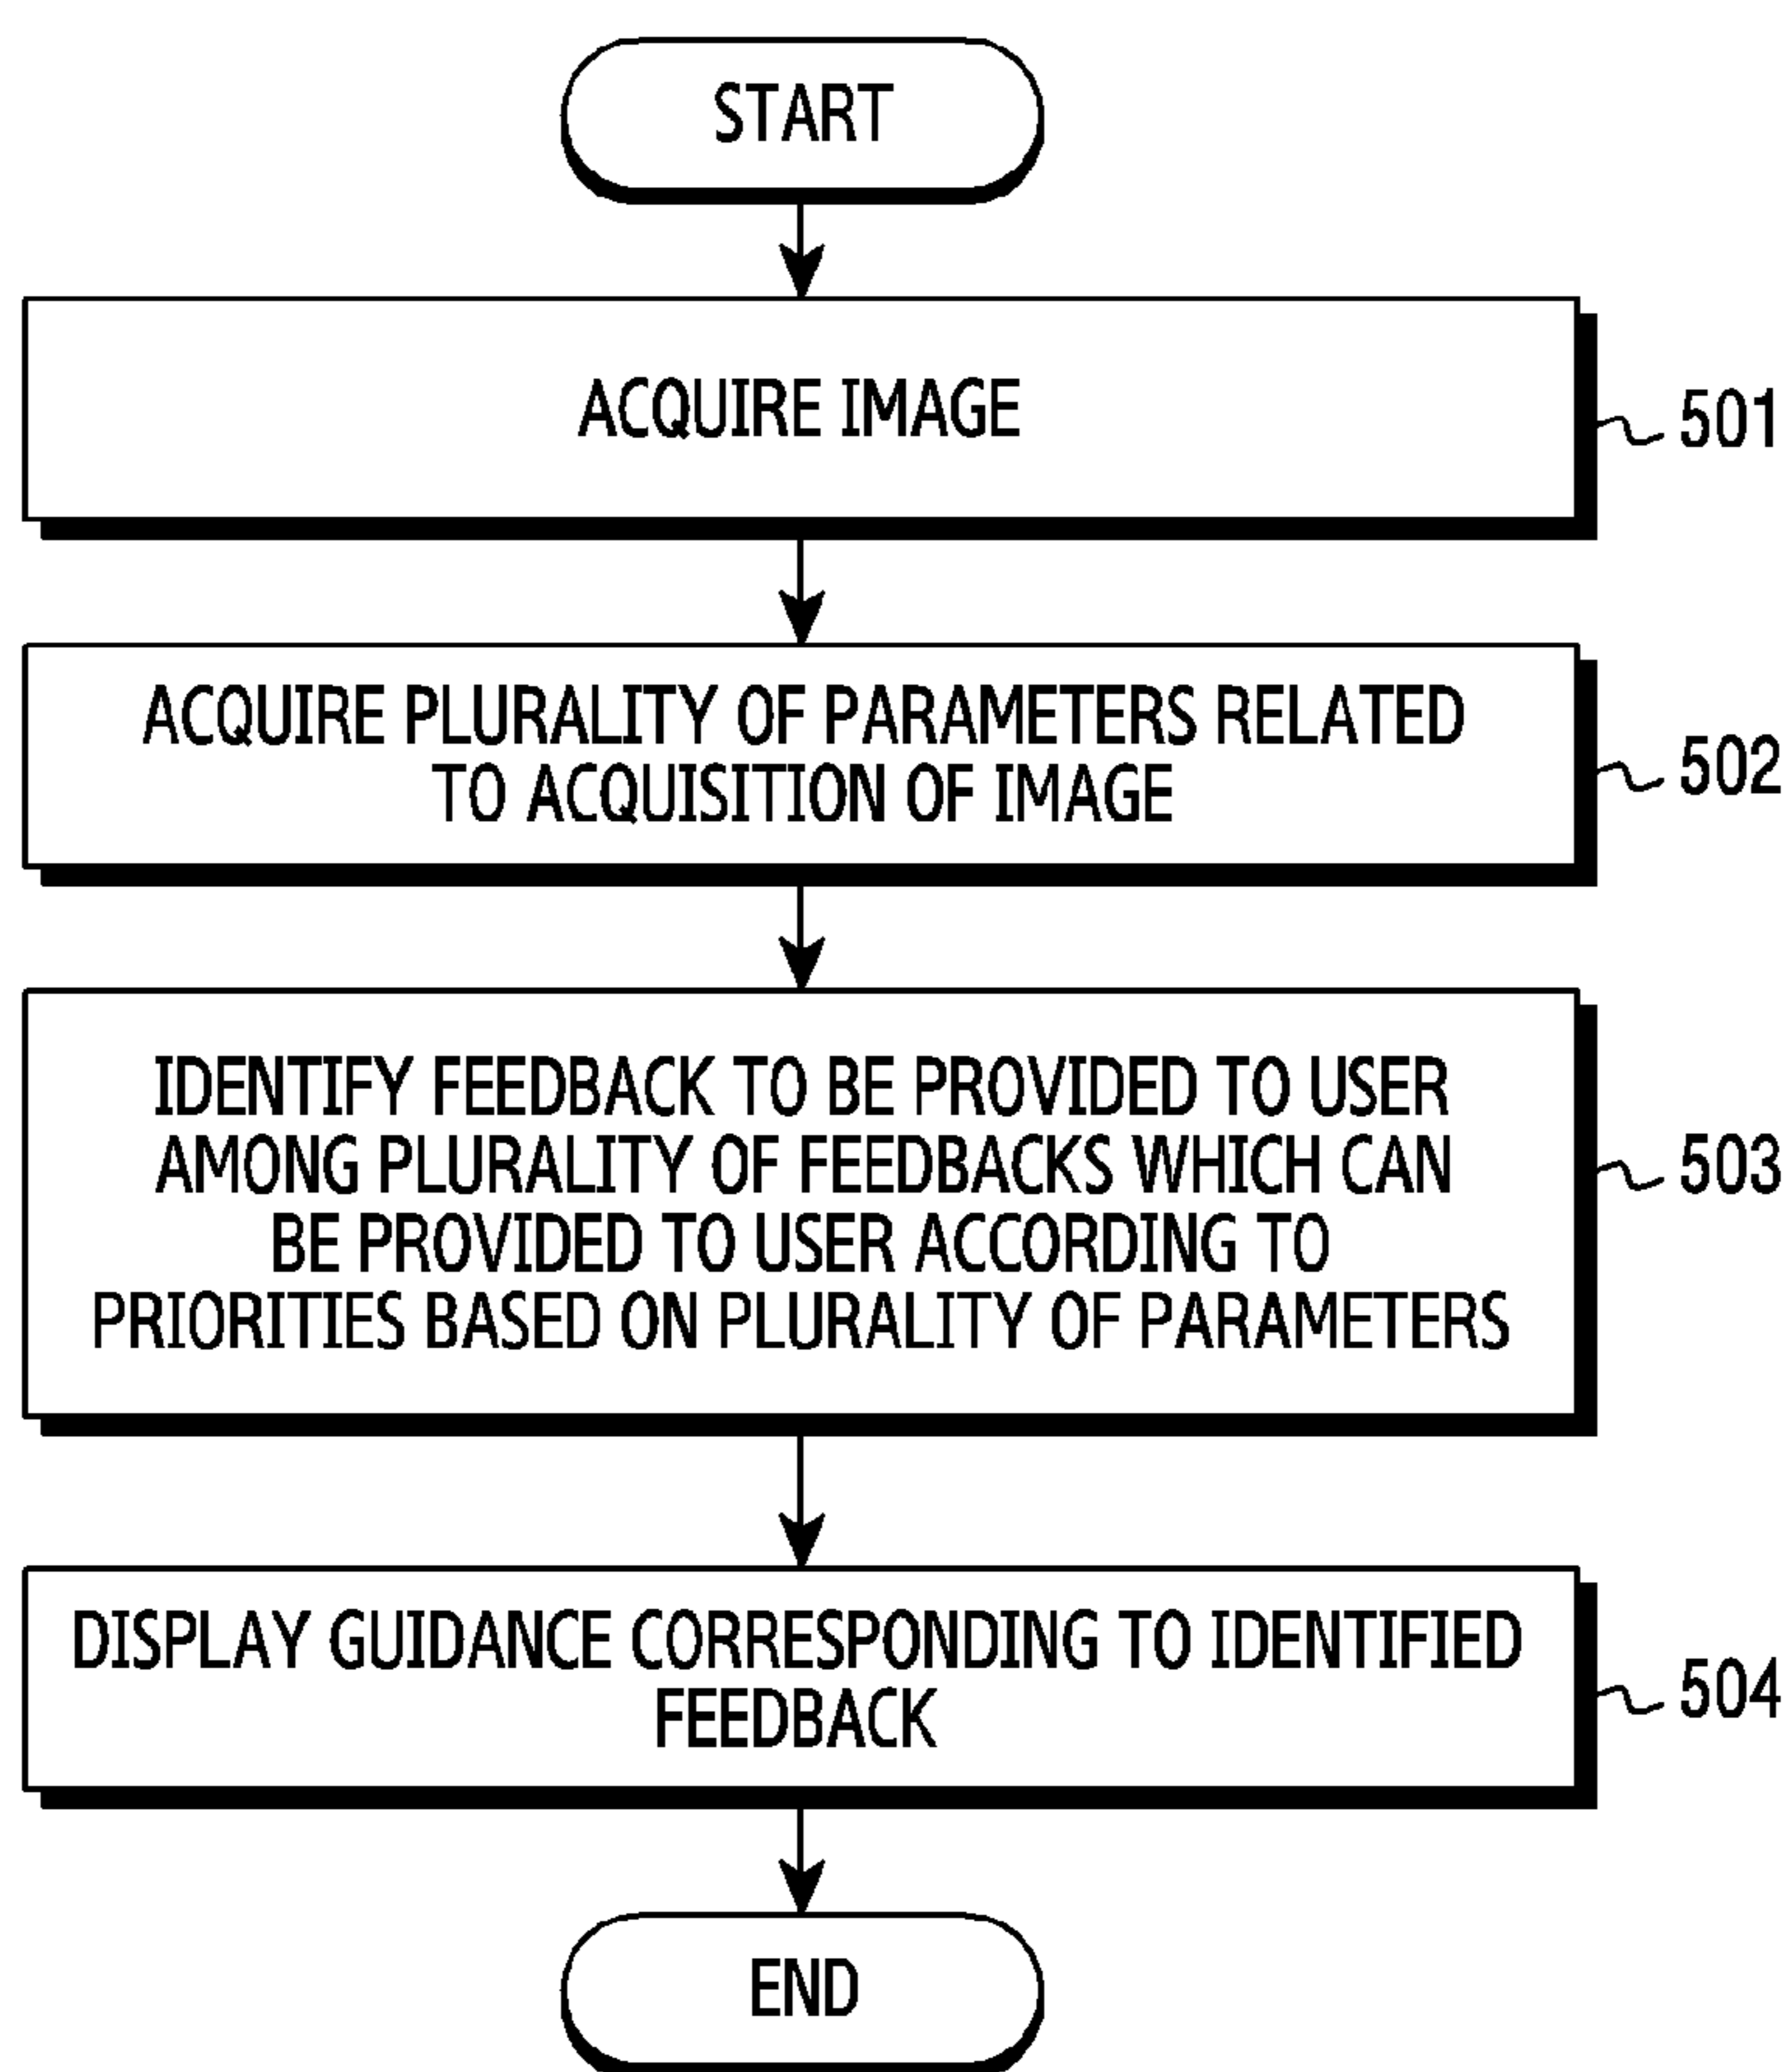 START
ACQUIRE IMAGE
501
ACQUIRE PLURALITY OF PARAMETERS RELATED
TO ACQUISITION OF IMAGE
502
IDENTIFY FEEDBACK TO BE PROVIDED TO USER
AMONG PLURALITY OF FEEDBACKS WHICH CAN
BE PROVIDED TO USER ACCORDING TO
PRIORITIES BASED ON PLURALITY OF PARAMETERS
503
DISPLAY GUIDANCE CORRESPONDING TO IDENTIFIED
FEEDBACK
504
END